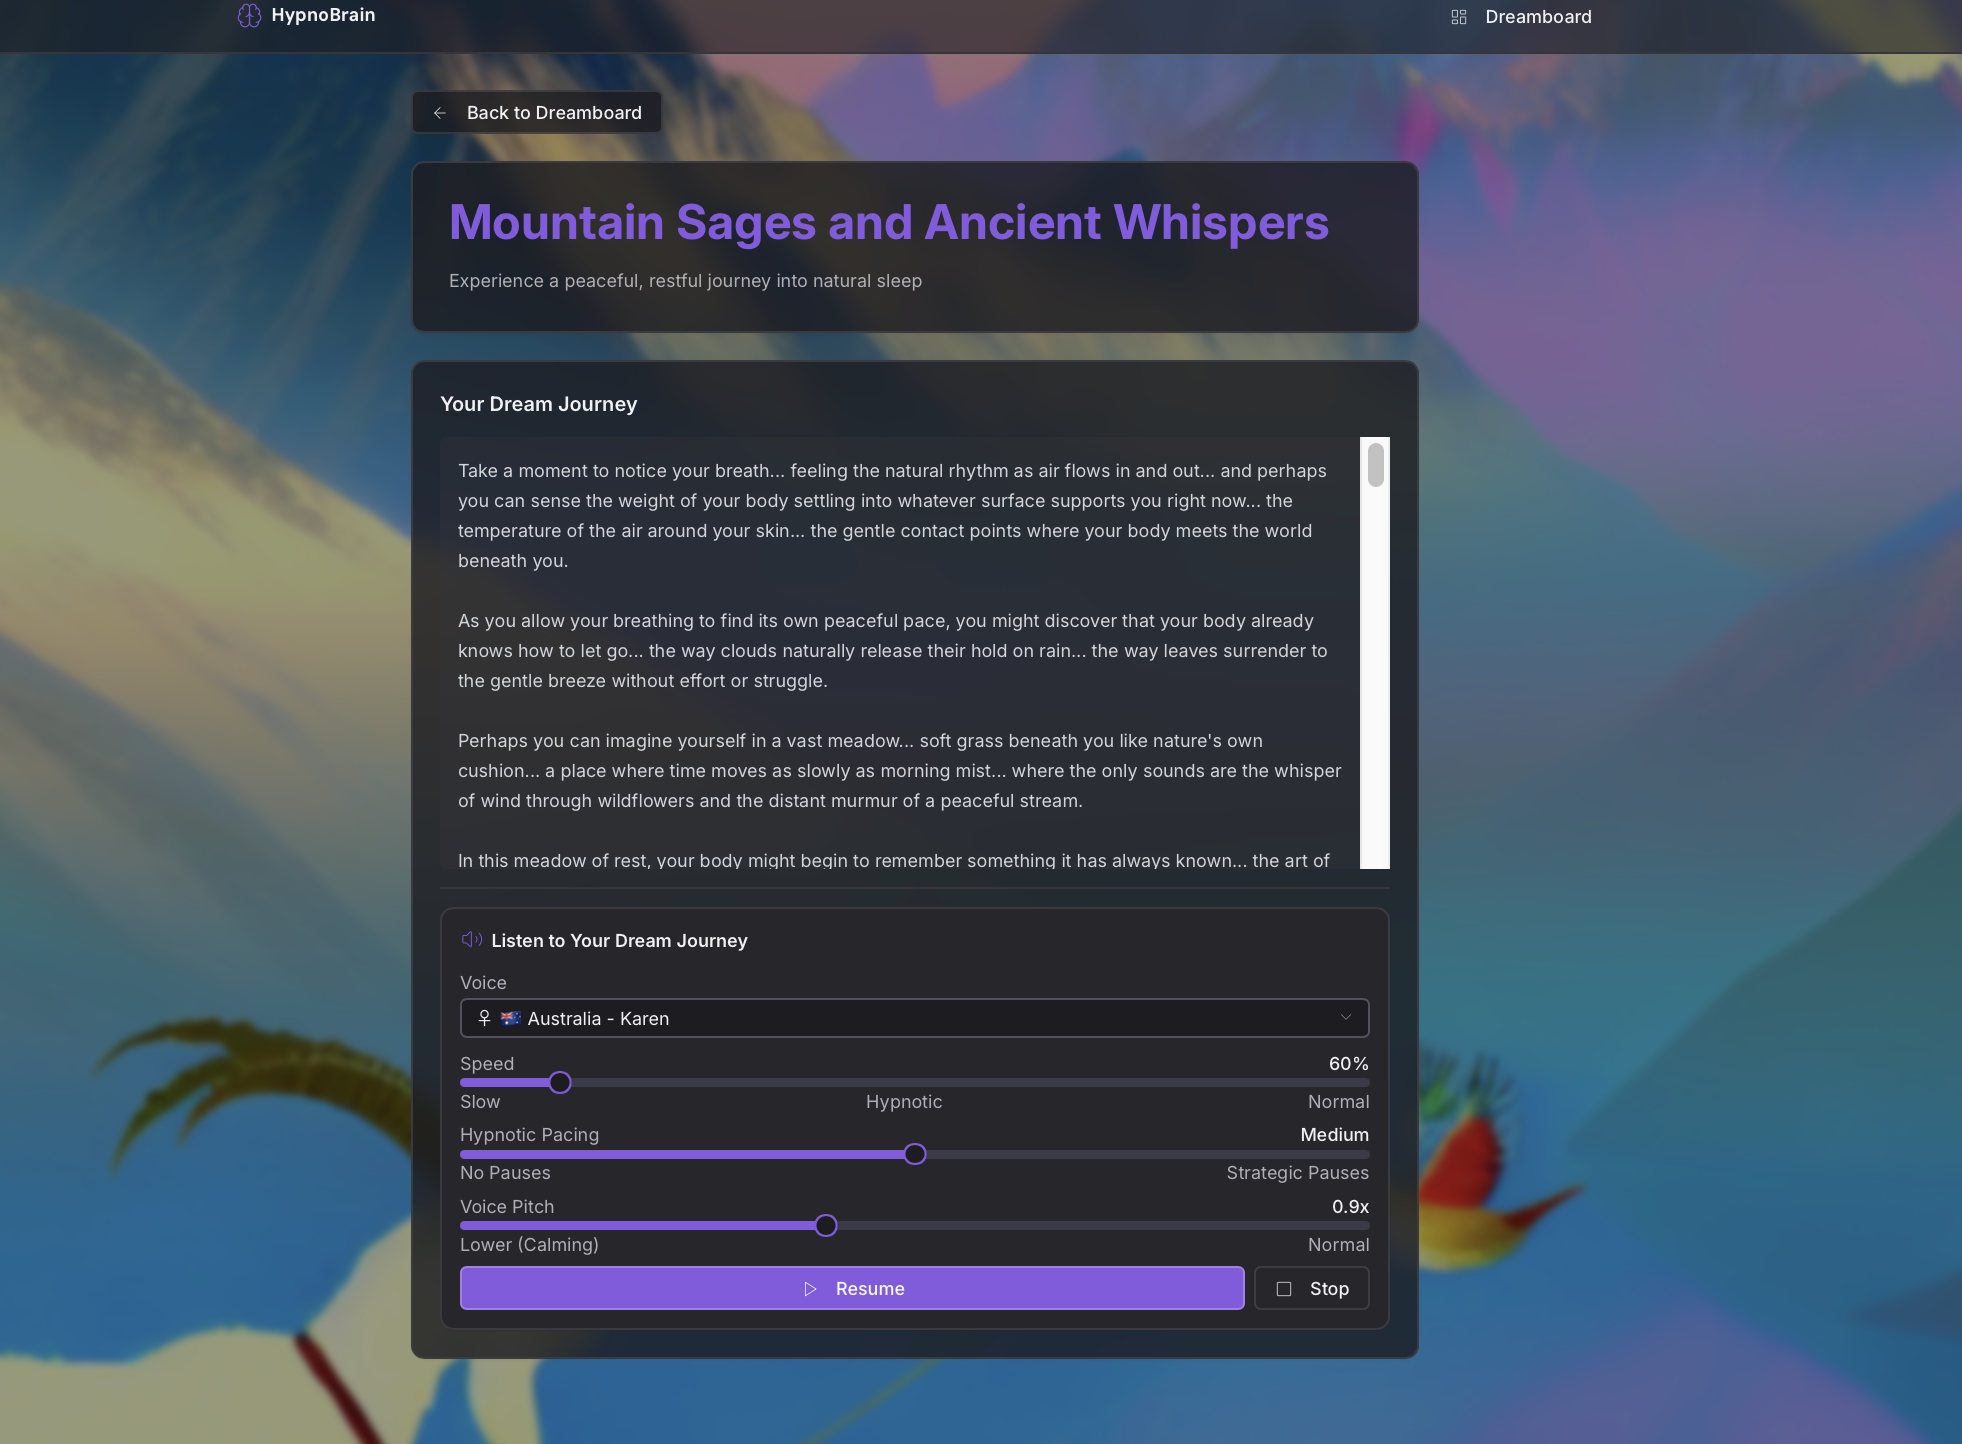 HypnoBrain
Dreamboard
Back to Dreamboard
Mountain Sages and Ancient Whispers
Experience a peaceful, restful journey into natural sleep
Your Dream Journey
Take a moment to notice your breath... feeling the natural rhythm as air flows in and out... and perhaps
you can sense the weight of your body settling into whatever surface supports you right now... the
temperature of the air around your skin... the gentle contact points where your body meets the world
beneath you.
As you allow your breathing to find its own peaceful pace, you might discover that your body already
knows how to let go... the way clouds naturally release their hold on rain... the way leaves surrender to
the gentle breeze without effort or struggle.
Perhaps you can imagine yourself in a vast meadow... soft grass beneath you like nature's own
cushion... a place where time moves as slowly as morning mist... where the only sounds are the whisper
of wind through wildflowers and the distant murmur of a peaceful stream.
In this meadow of rest, your body might begin to remember something it has always known... the art of
Listen to Your Dream Journey
Voice
♀ 🇦🇺 Australia - Karen
Speed 60%
Slow Hypnotic Normal
Hypnotic Pacing Medium
No Pauses Strategic Pauses
Voice Pitch 0.9x
Lower (Calming) Normal
Resume Stop